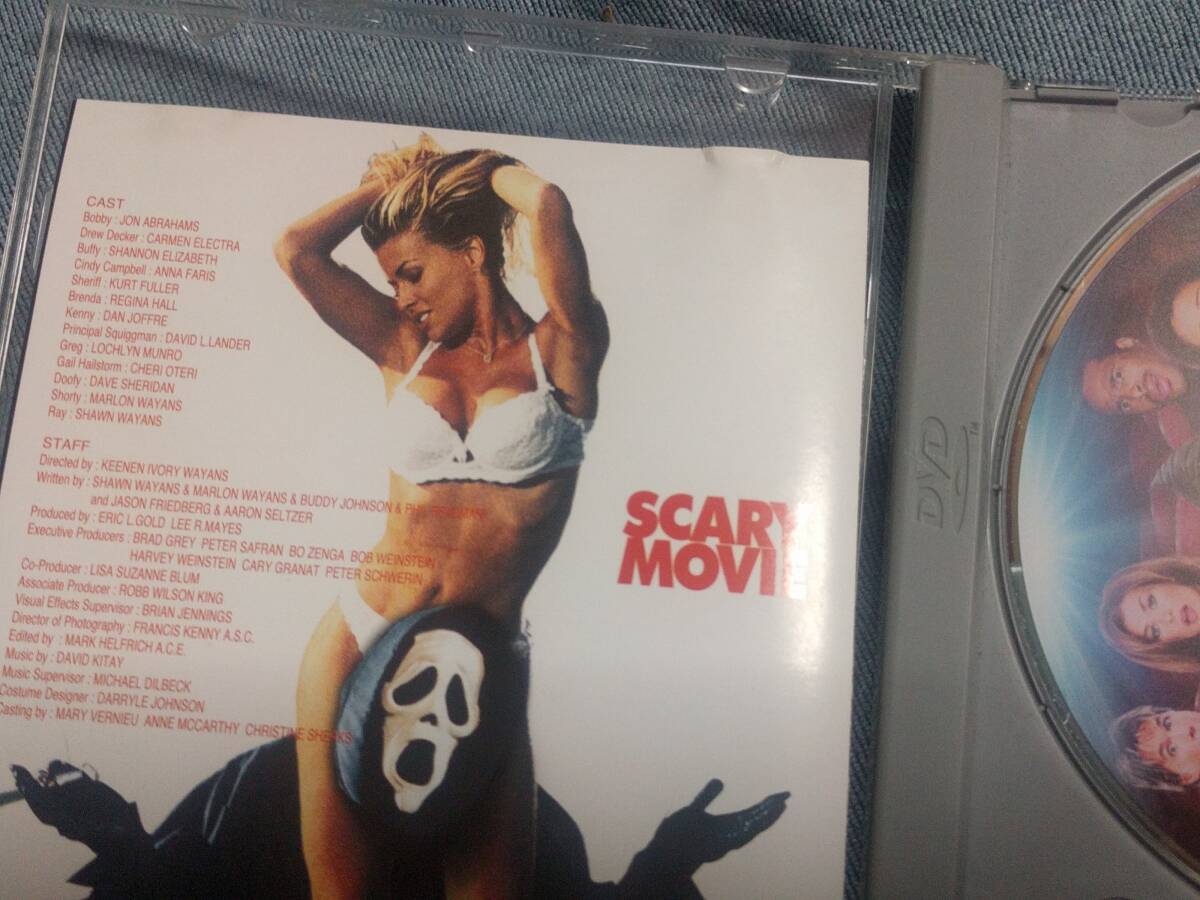 CAST
Bobby : JON ABRAHAMS
Drew Decker : CARMEN ELECTRA
Buffy : SHANNON ELIZABETH
Cindy Campbell : ANNA FARIS
Sheriff : KURT FULLER
Brenda : REGINA HALL
Kenny : DAN JOFFRE
Principal Squiggman : DAVID L.LANDER
Greg : LOCHLYN MUNRO
Gail Hailstorm : CHERI OTERI
Doofy : DAVE SHERIDAN
Shorty : MARLON WAYANS
Ray : SHAWN WAYANS
STAFF
Directed by : KEENEN IVORY WAYANS
Written by : SHAWN WAYANS & MARLON WAYANS & BUDDY JOHNSON &
and JASON FRIEDBERG & AARON SELTZER
Produced by : ERIC L.GOLD LEE R.MAYES
Executive Producers : BRAD GREY PETER SAFRAN BO ZENGA BOB WEINSTEIN
HARVEY WEINSTEIN CARY GRANAT PETER SCHWERIN
Co-Producer : LISA SUZANNE BLUM
Associate Producer : ROBB WILSON KING
Visual Effects Supervisor : BRIAN JENNINGS
Director of Photography : FRANCIS KENNY A.S.C.
Edited by : MARK HELFRICH A.C.E.
Music by : DAVID KITAY
Music Supervisor : MICHAEL DILBECK
Costume Designer : DARRYLE JOHNSON
Casting by : MARY VERNIEU ANNE MCCARTHY CHRISTINE SHEAKS
SCARY
MOVIE
DVD
TM